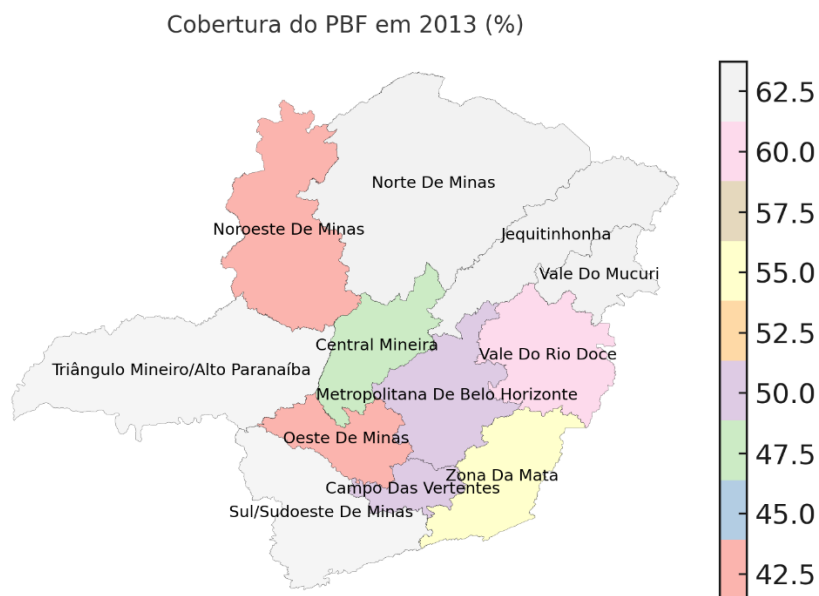 Cobertura do PBF em 2013 (%)
Norte De Minas
Noroeste De Minas
Jequitinhonha
Vale Do Mucuri
Central Mineira
Vale Do Rio Doce
Triângulo Mineiro/Alto Paranaíba
Metropolitana De Belo Horizonte
Oeste De Minas
Zona Da Mata
Campo Das Vertentes
Sul/Sudoeste De Minas
62.5
60.0
57.5
55.0
52.5
50.0
47.5
45.0
42.5